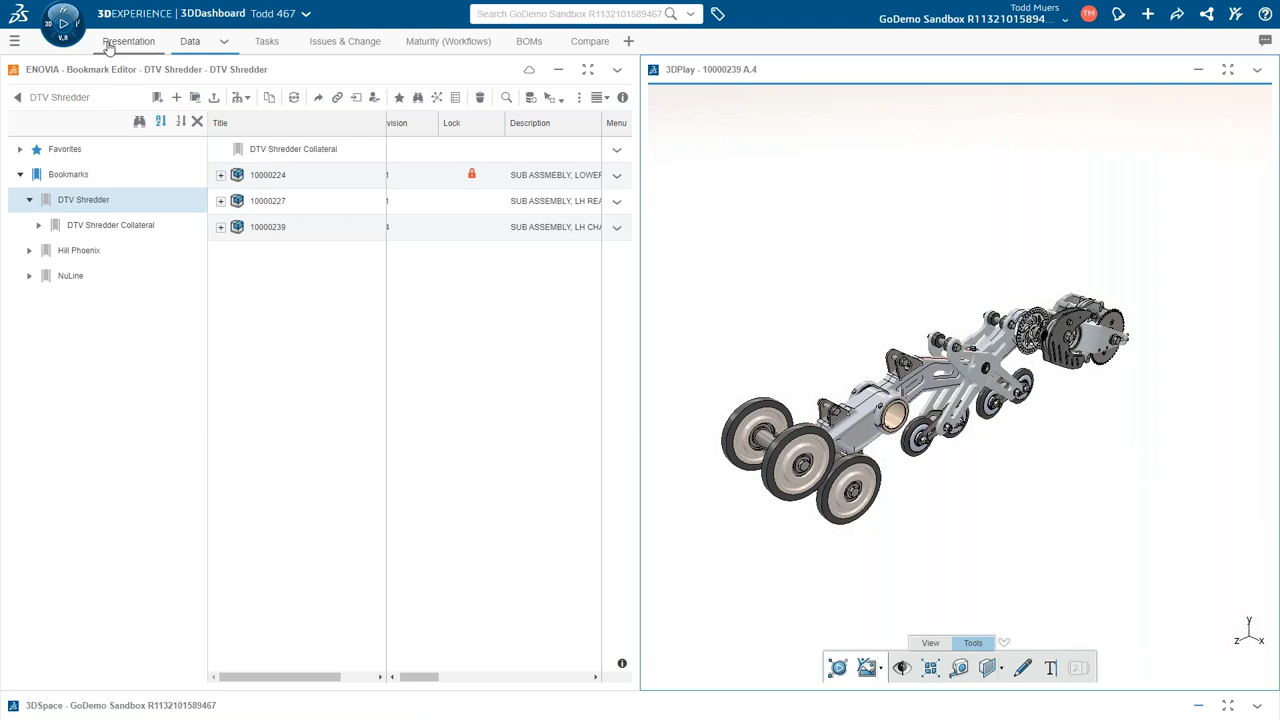 3DEXPERIENCE | 3DDashboard Todd 467
Search GoDemo Sandbox R1132101589467
Todd Muers
GoDemo Sandbox R11321015894...
TM
3D
V,R
Presentation
Data
Tasks
Issues & Change
Maturity (Workflows)
BOMs
Compare
ENOVIA - Bookmark Editor - DTV Shredder - DTV Shredder
3DPlay - 10000239 A.4
DTV Shredder
Title
vision
Lock
Description
Menu
Favorites
DTV Shredder Collateral
Bookmarks
10000224
SUB ASSMEBLY, LOWER
DTV Shredder
10000227
SUB ASSEMBLY, LH REA
DTV Shredder Collateral
10000239
SUB ASSEMBLY, LH CHA
Hill Phoenix
NuLine
View
Tools
y
z
x
3DSpace - GoDemo Sandbox R1132101589467